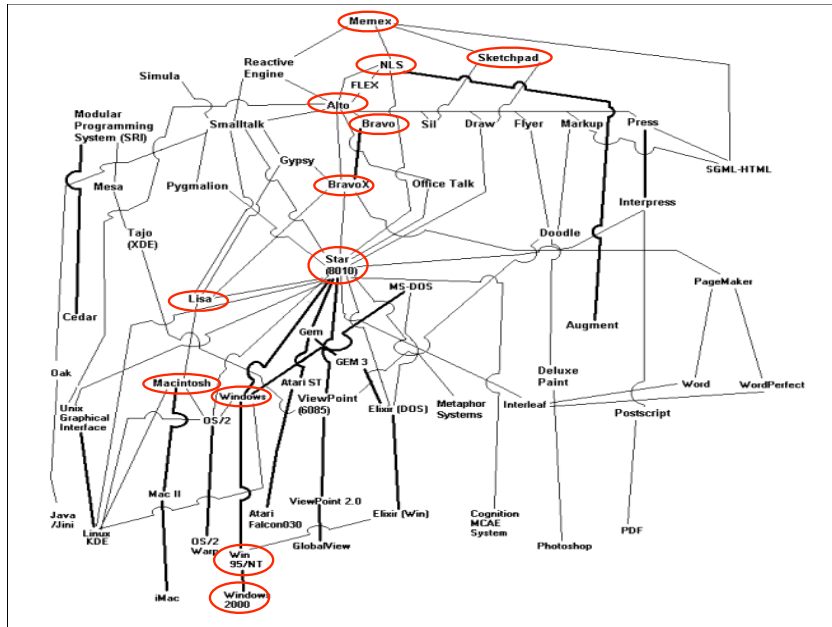 Memex
Sketchpad
Reactive
Engine
NLS
Simula
FLEX
Alto
Modular
Programming
System (SRI)
Smalltalk
Bravo
Sil
Draw
Flyer
Markup
Press
Gypsy
SGML-HTML
Mesa
Pygmalion
BravoX
Office Talk
Interpress
Tajo
(XDE)
Doodle
Star
(8010)
MS-DOS
PageMaker
Lisa
Cedar
Gem
Augment
GEM 3
Oak
Deluxe
Paint
Macintosh
Atari ST
Word
WordPerfect
Windows
ViewPoint
(6085)
Elixir (DOS)
Metaphor
Systems
Interleaf
Postscript
Unix
Graphical
Interface
OS/2
Mac II
ViewPoint 2.0
Java
/Jini
Linux
KDE
Atari
Falcon030
Elixir (Win)
Cognition
MCAE
System
PDF
OS/2
Warp
GlobalView
Photoshop
Win
95/NT
iMac
Windows
2000